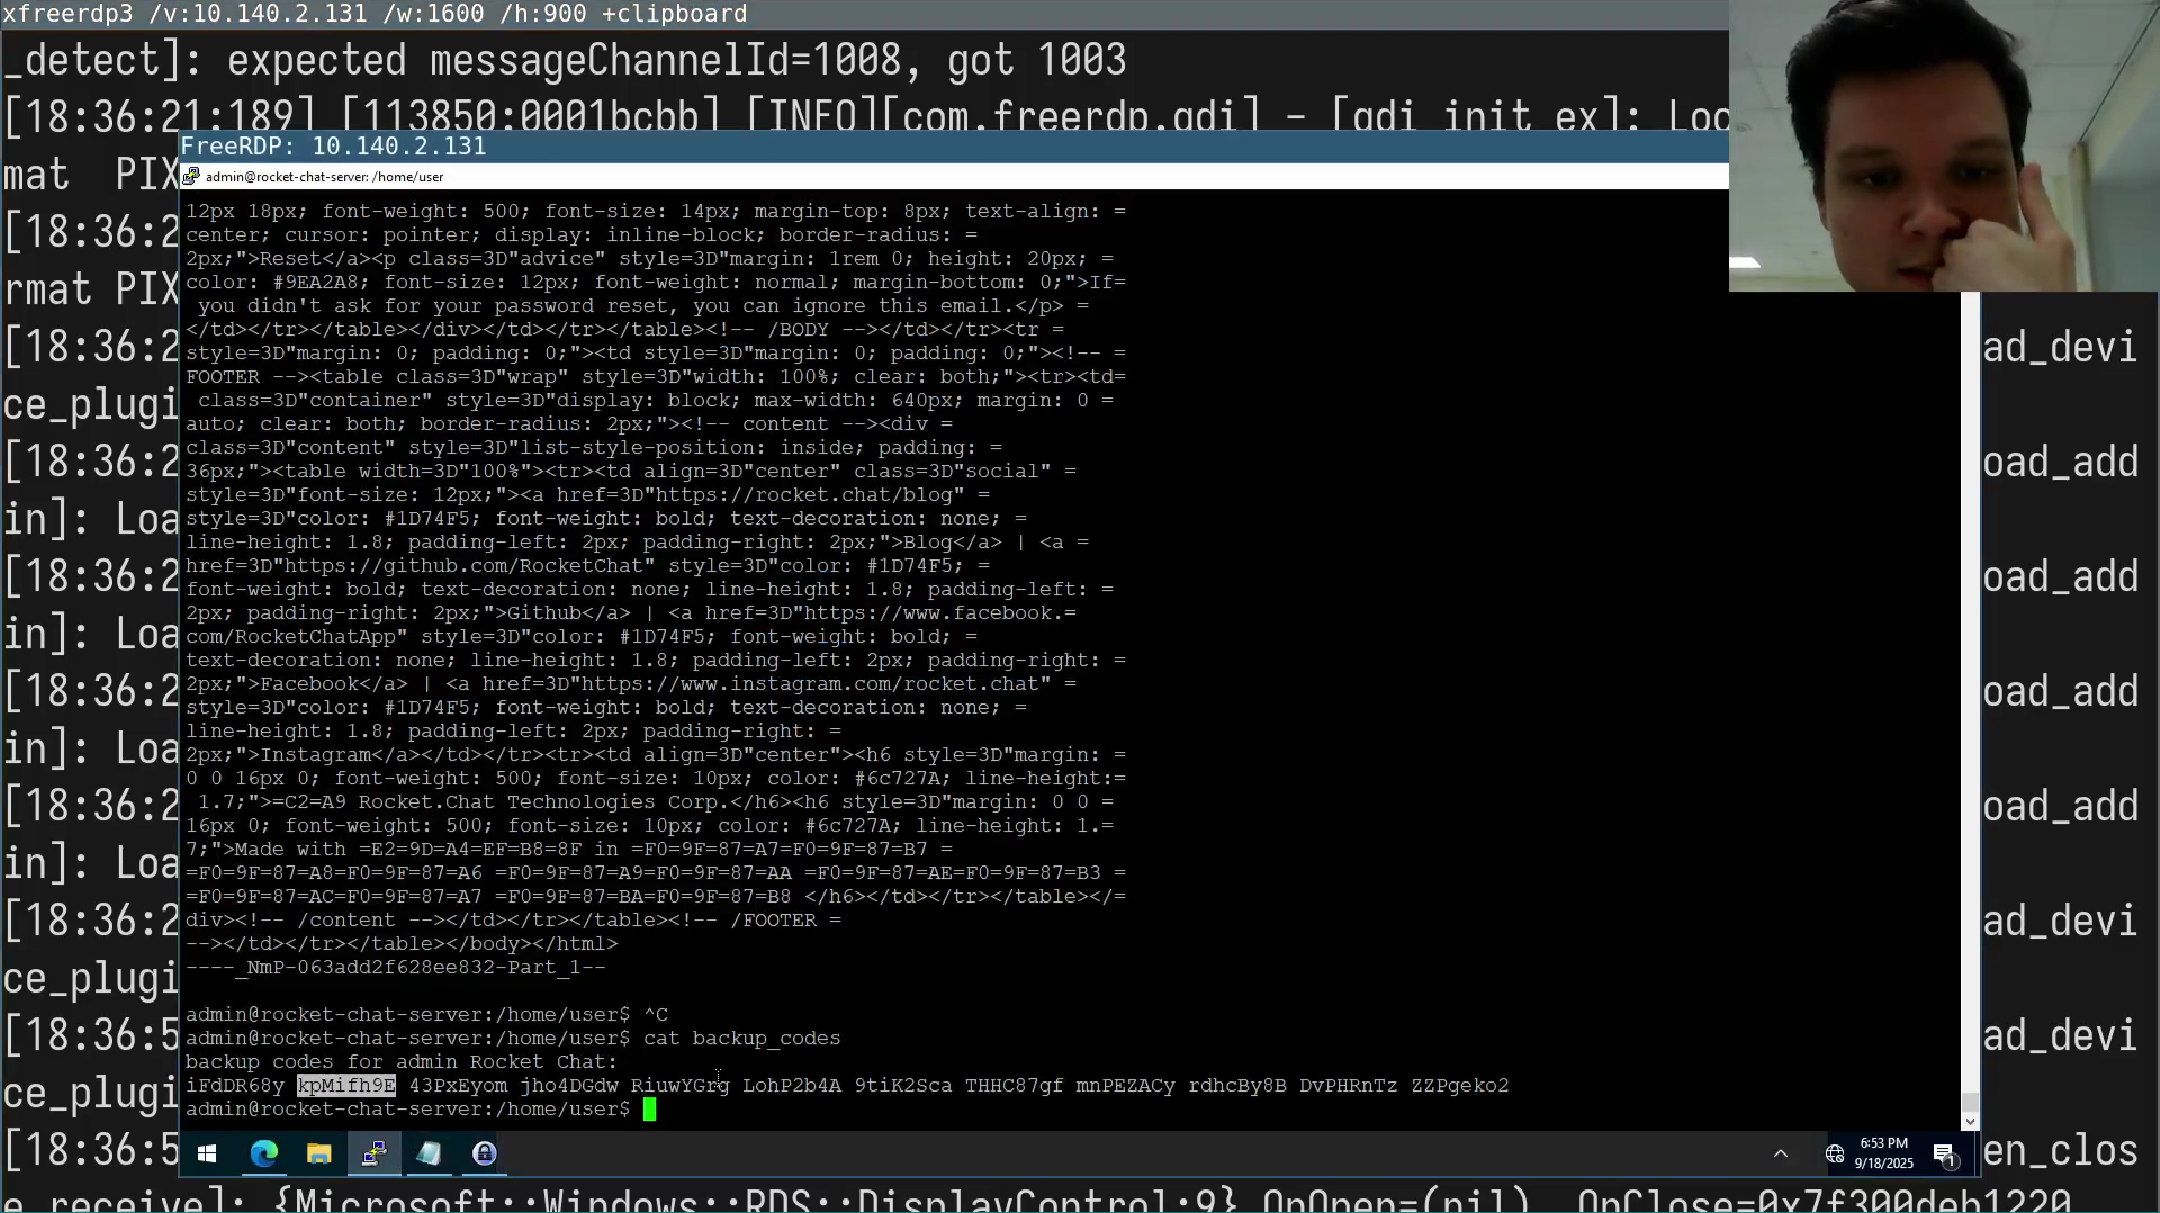 xfreerdp3 /v:10.140.2.131 /w:1600 /h:900 +clipboard
_detect]: expected messageChannelId=1008, got 1003
[18:36:21:189] [113850:0001bcbb] [INFO][com.freerdp.gdi] - [gdi_init_ex]: Loc
FreeRDP: 10.140.2.131
mat PIX
admin@rocket-chat-server: /home/user
[18:36:2
rmat PIX
[18:36:2
ad_devi
ce_plugi
[18:36:2
oad_add
in]: Loa
[18:36:2
oad_add
in]: Loa
[18:36:2
oad_add
in]: Loa
[18:36:2
oad_add
in]: Loa
[18:36:2
ad_devi
ce_plugi
[18:36:5
ad_devi
ce_plugi
[18:36:5
en_clos
12px 18px; font-weight: 500; font-size: 14px; margin-top: 8px; text-align: =
center; cursor: pointer; display: inline-block; border-radius: =
2px;">Reset</a><p class=3D"advice" style=3D"margin: 1rem 0; height: 20px; =
color: #9EA2A8; font-size: 12px; font-weight: normal; margin-bottom: 0;">If=
 you didn't ask for your password reset, you can ignore this email.</p> =
</td></tr></table></div></td></tr></table><!-- /BODY --></td></tr><tr =
style=3D"margin: 0; padding: 0;"><td style=3D"margin: 0; padding: 0;"><!-- =
FOOTER --><table class=3D"wrap" style=3D"width: 100%; clear: both;"><tr><td=
 class=3D"container" style=3D"display: block; max-width: 640px; margin: 0 =
auto; clear: both; border-radius: 2px;"><!-- content --><div =
class=3D"content" style=3D"list-style-position: inside; padding: =
36px;"><table width=3D"100%"><tr><td align=3D"center" class=3D"social" =
style=3D"font-size: 12px;"><a href=3D"https://rocket.chat/blog" =
style=3D"color: #1D74F5; font-weight: bold; text-decoration: none; =
line-height: 1.8; padding-left: 2px; padding-right: 2px;">Blog</a> | <a =
href=3D"https://github.com/RocketChat" style=3D"color: #1D74F5; =
font-weight: bold; text-decoration: none; line-height: 1.8; padding-left: =
2px; padding-right: 2px;">Github</a> | <a href=3D"https://www.facebook.=
com/RocketChatApp" style=3D"color: #1D74F5; font-weight: bold; =
text-decoration: none; line-height: 1.8; padding-left: 2px; padding-right: =
2px;">Facebook</a> | <a href=3D"https://www.instagram.com/rocket.chat" =
style=3D"color: #1D74F5; font-weight: bold; text-decoration: none; =
line-height: 1.8; padding-left: 2px; padding-right: =
2px;">Instagram</a></td></tr><tr><td align=3D"center"><h6 style=3D"margin: =
0 0 16px 0; font-weight: 500; font-size: 10px; color: #6c727A; line-height:=
 1.7;">=C2=A9 Rocket.Chat Technologies Corp.</h6><h6 style=3D"margin: 0 0 =
16px 0; font-weight: 500; font-size: 10px; color: #6c727A; line-height: 1.=
7;">Made with =E2=9D=A4=EF=B8=8F in =F0=9F=87=A7=F0=9F=87=B7 =
=F0=9F=87=A8=F0=9F=87=A6 =F0=9F=87=A9=F0=9F=87=AA =F0=9F=87=AE=F0=9F=87=B3 =
=F0=9F=87=AC=F0=9F=87=A7 =F0=9F=87=BA=F0=9F=87=B8 </h6></td></tr></table></=
div><!-- /content --></td></tr></table><!-- /FOOTER =
--></td></tr></table></body></html>
----_NmP-063add2f628ee832-Part_1--
admin@rocket-chat-server:/home/user$ ^C
admin@rocket-chat-server:/home/user$ cat backup_codes
backup codes for admin Rocket Chat:
iFdDR68y kpMifh9E 43PxEyom jho4DGdw RiuwYGrg LohP2b4A 9tiK2Sca THHC87gf mnPEZACy rdhcBy8B DvPHRnTz ZZPgeko2
admin@rocket-chat-server:/home/user$
6:53 PM
9/18/2025
1
e_receive]: {Microsoft::Windows::RDS::DisplayControl:9} OnOpen=(nil), OnClose=0x7f300deb1220